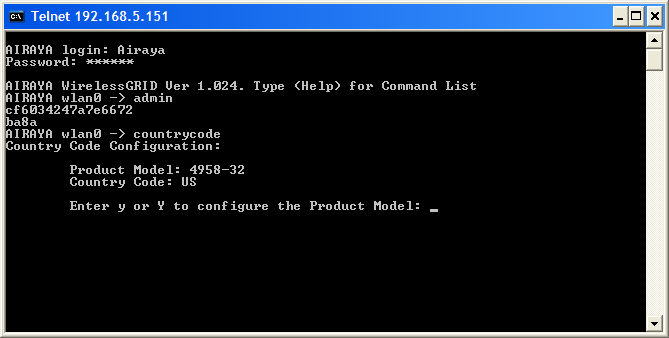 Telnet 192.168.5.151
AIRAYA login: Airaya
Password: ******
AIRAYA WirelessGRID Ver 1.024. Type (Help) for Command List
AIRAYA wlan0 -> admin
cf6034247a7e6672
ba8a
AIRAYA wlan0 -> countrycode
Country Code Configuration:
Product Model: 4958-32
Country Code: US
Enter y or Y to configure the Product Model: _